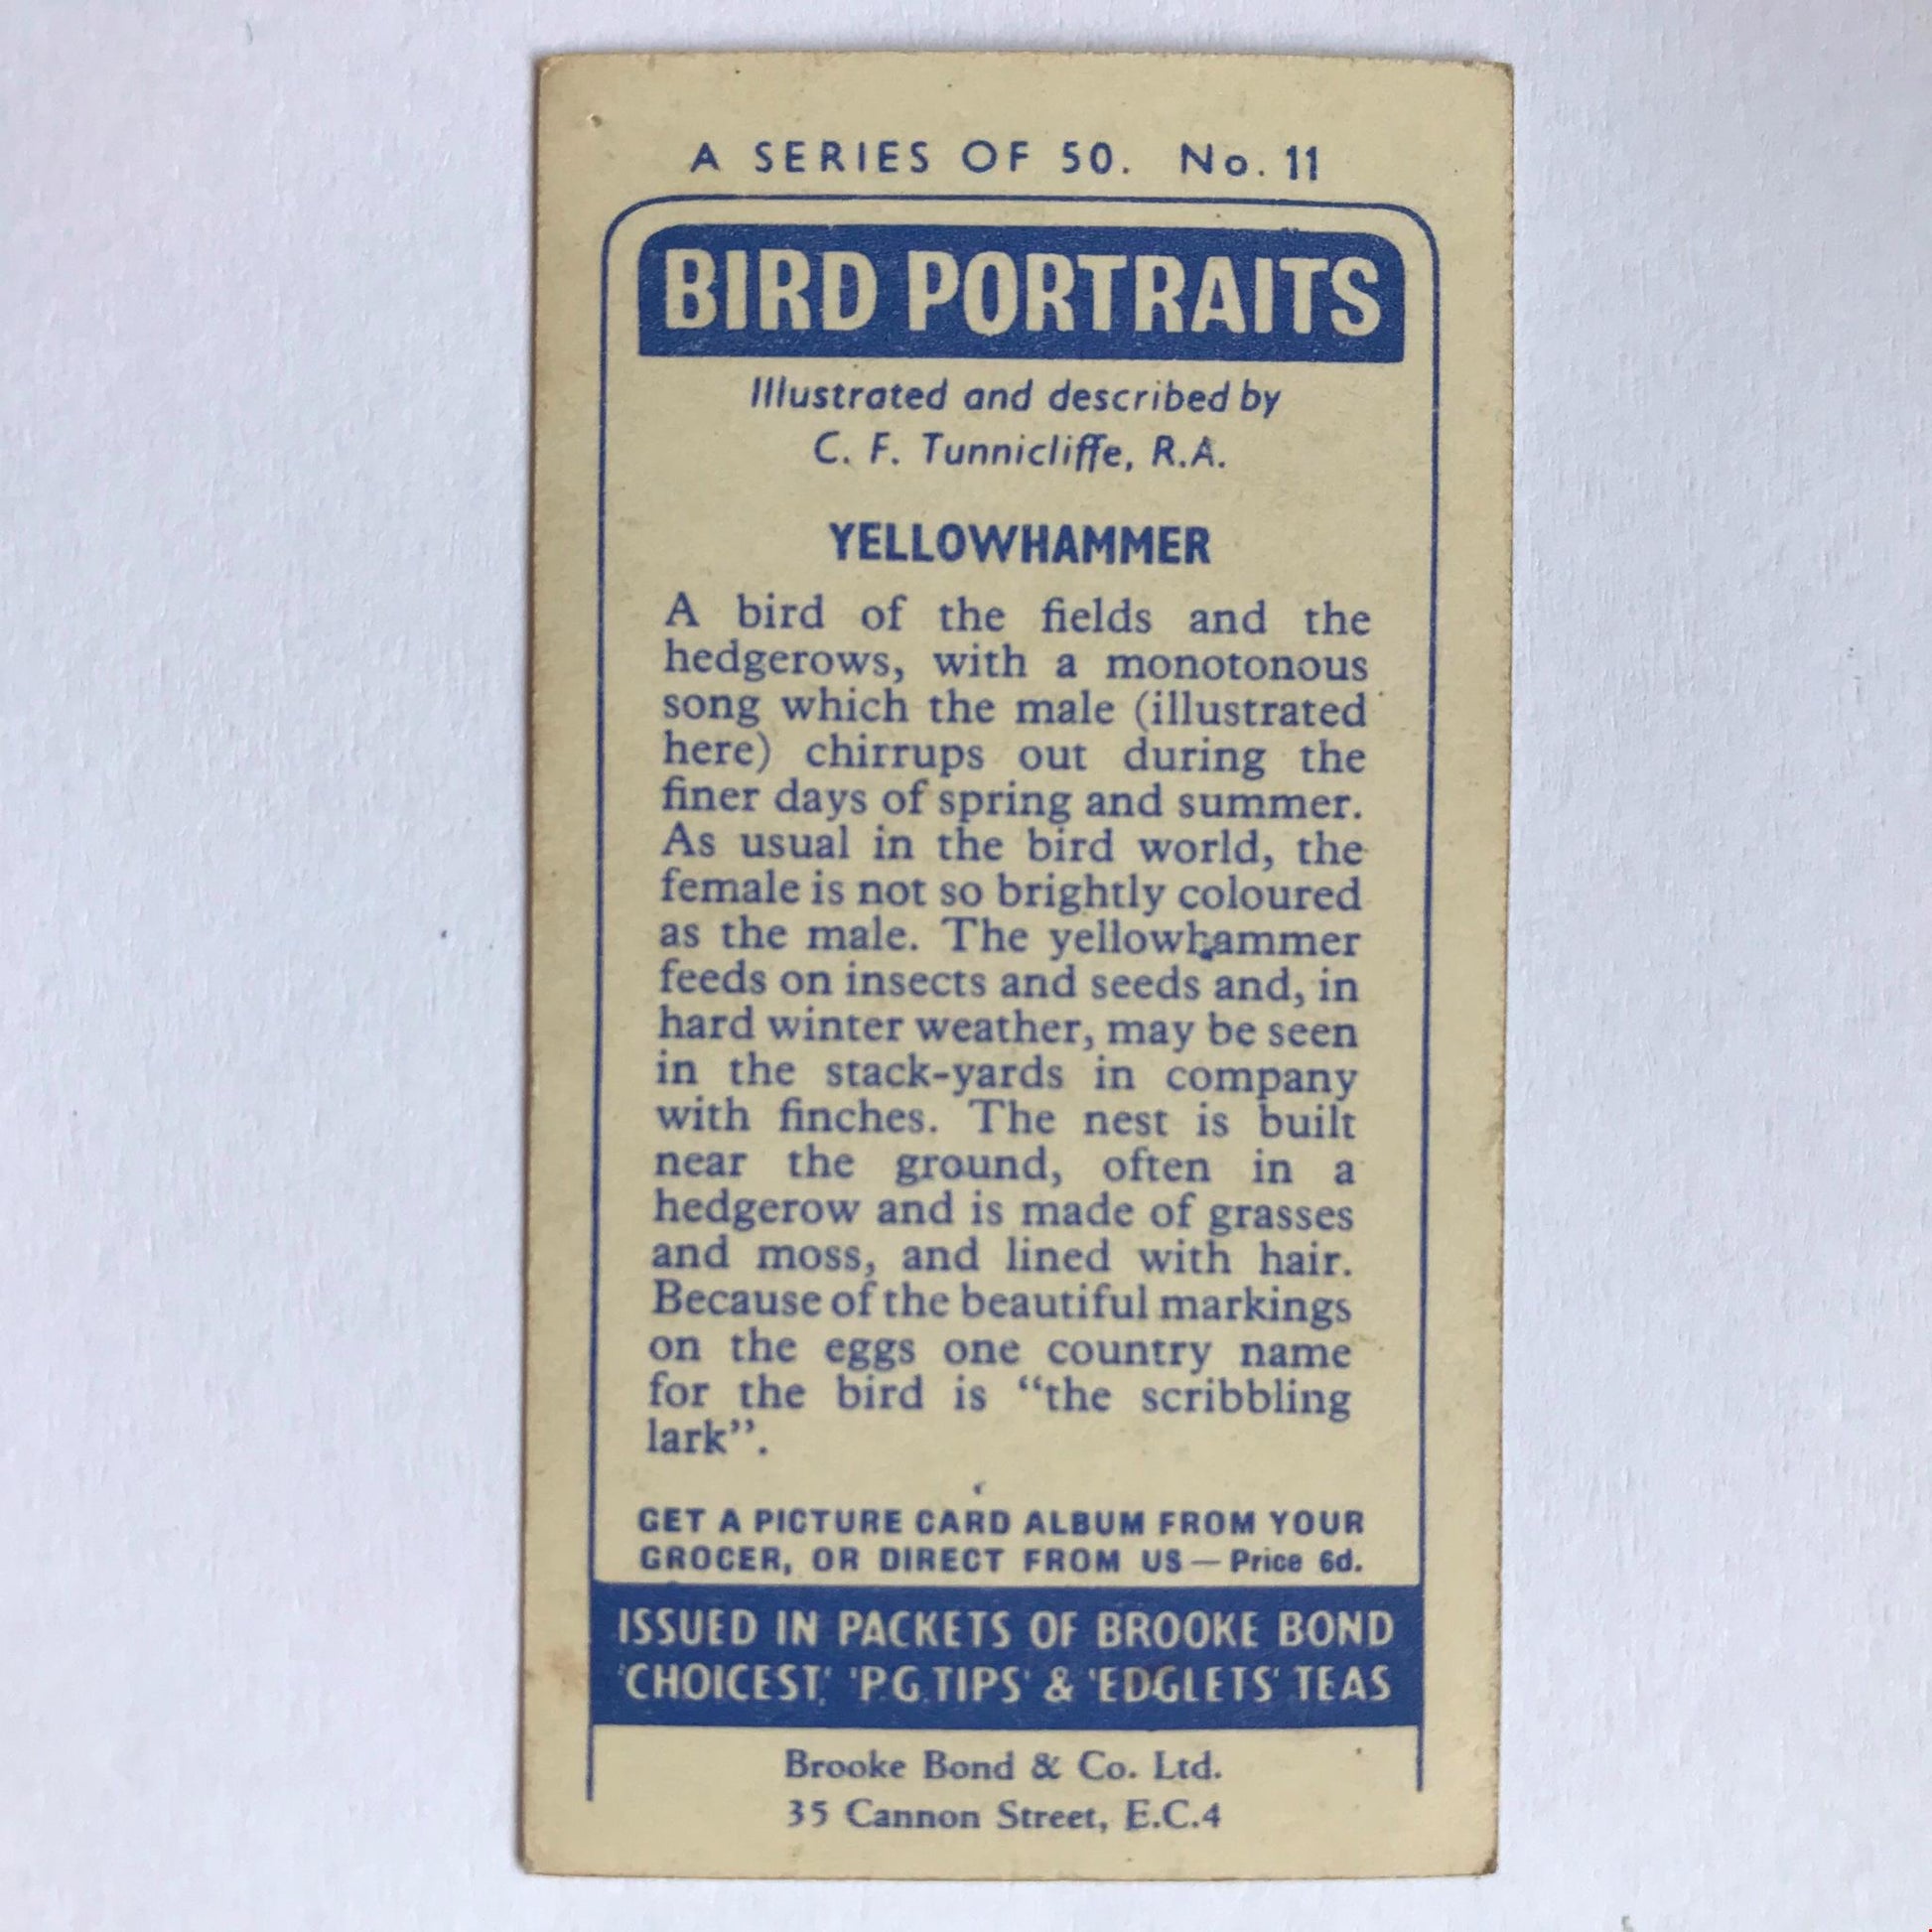 A SERIES OF 50. No. 11
BIRD PORTRAITS
Illustrated and described by
C. F. Tunnicliffe, R.A.
YELLOWHAMMER
A bird of the fields and the
hedgerows, with a monotonous
song which the male (illustrated
here) chirrups out during the
finer days of spring and summer.
As usual in the bird world, the
female is not so brightly coloured
as the male. The yellowhammer
feeds on insects and seeds and, in
hard winter weather, may be seen
in the stack-yards in company
with finches. The nest is built
near the ground, often in a
hedgerow and is made of grasses
and moss, and lined with hair.
Because of the beautiful markings
on the eggs one country name
for the bird is “the scribbling
lark”.
GET A PICTURE CARD ALBUM FROM YOUR
GROCER, OR DIRECT FROM US — Price 6d.
ISSUED IN PACKETS OF BROOKE BOND
'CHOICEST,' 'P.G.TIPS' & 'EDGLETS' TEAS
Brooke Bond & Co. Ltd.
35 Cannon Street, E.C.4